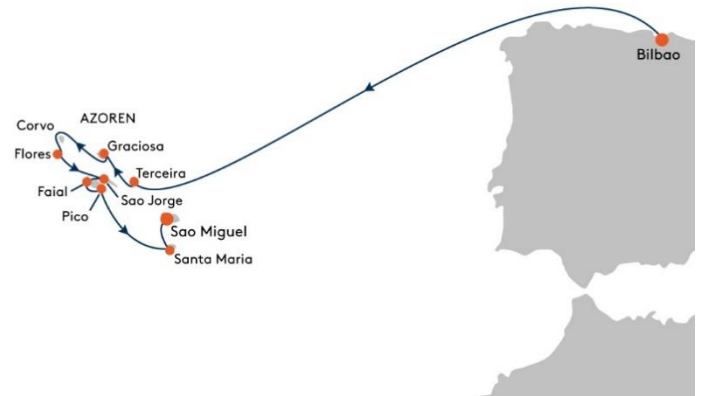 Bilbao
AZOREN
Corvo
Graciosa
Flores
Terceira
Faial
Sao Jorge
Pico
Sao Miguel
Santa Maria